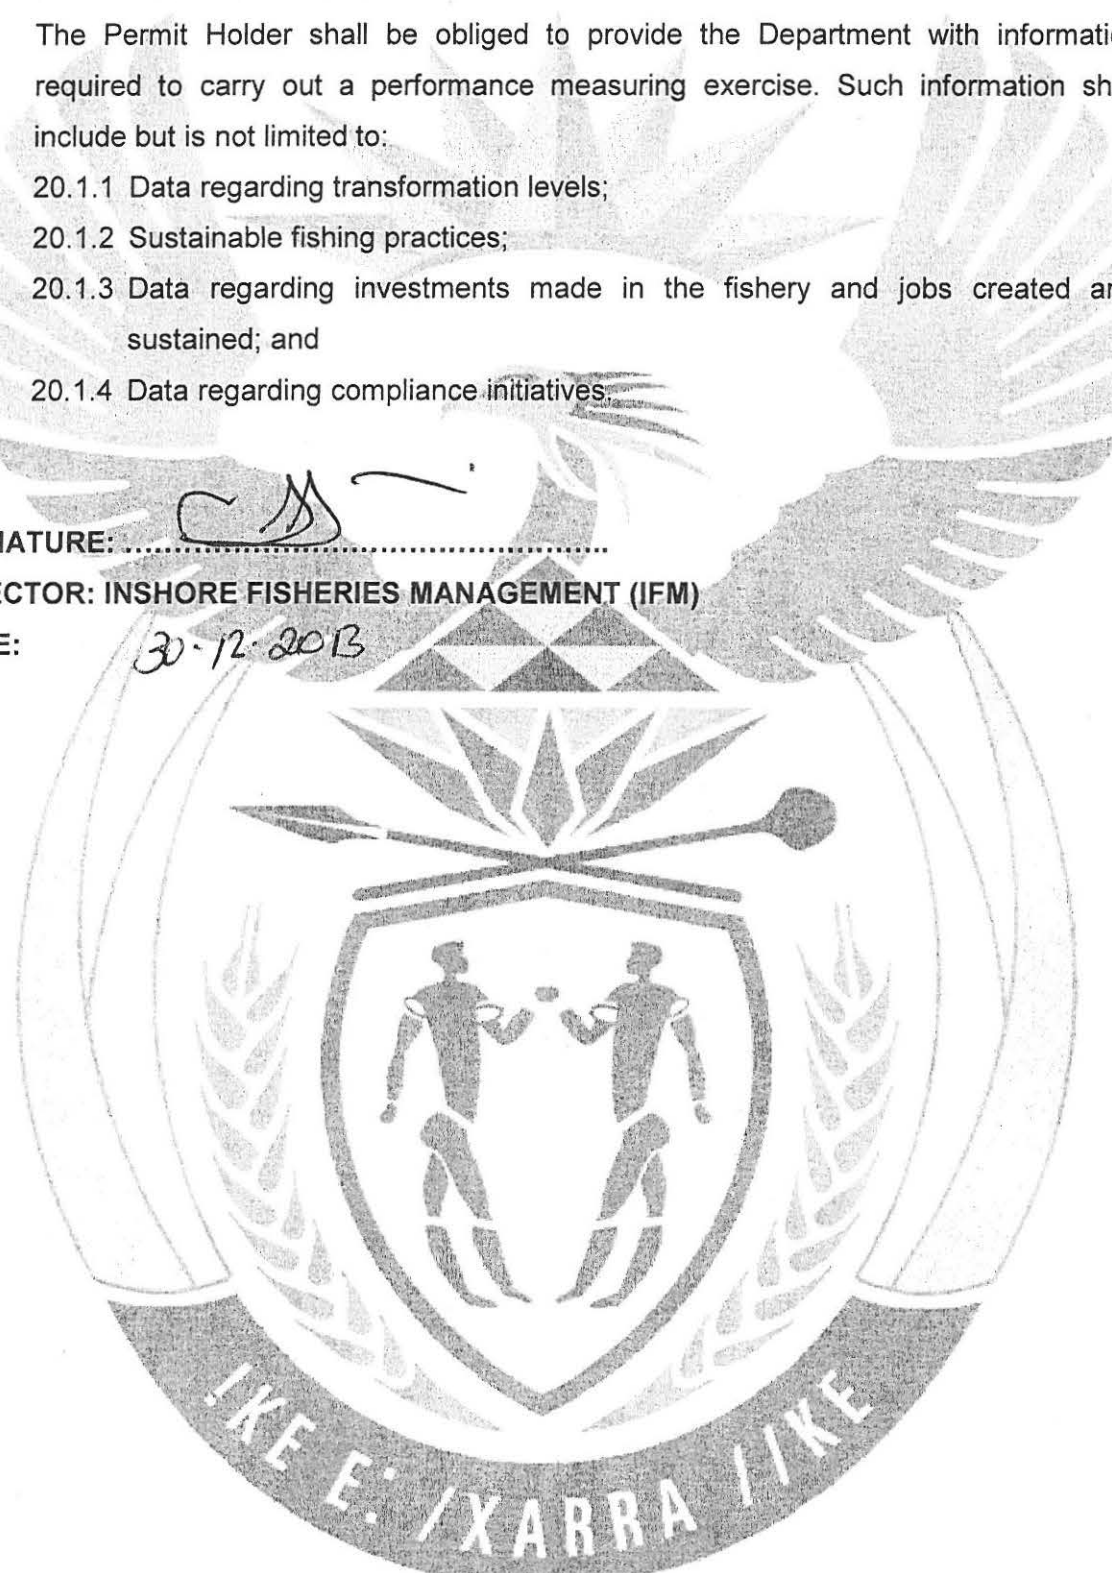 The Permit Holder shall be obliged to provide the Department with informati
required to carry out a performance measuring exercise. Such information sh
include but is not limited to:
20.1.1 Data regarding transformation levels;
20.1.2 Sustainable fishing practices;
20.1.3 Data regarding investments made in the fishery and jobs created an
sustained; and
20.1.4 Data regarding compliance initiatives.
NATURE: ..........................................................
ECTOR: INSHORE FISHERIES MANAGEMENT (IFM)
E: 30.12.2013
!KE E: /XARRA //KE